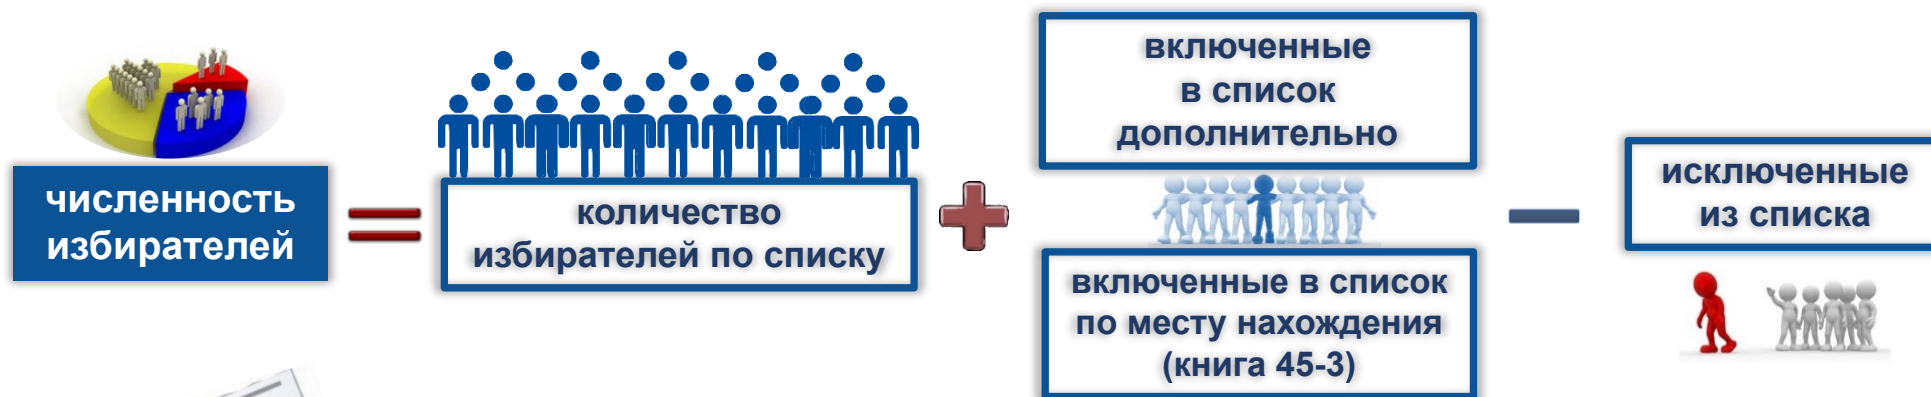 численность
избирателей
количество
избирателей по списку
включенные
в список
дополнительно
включенные в список
по месту нахождения
(книга 45-3)
исключенные
из списка